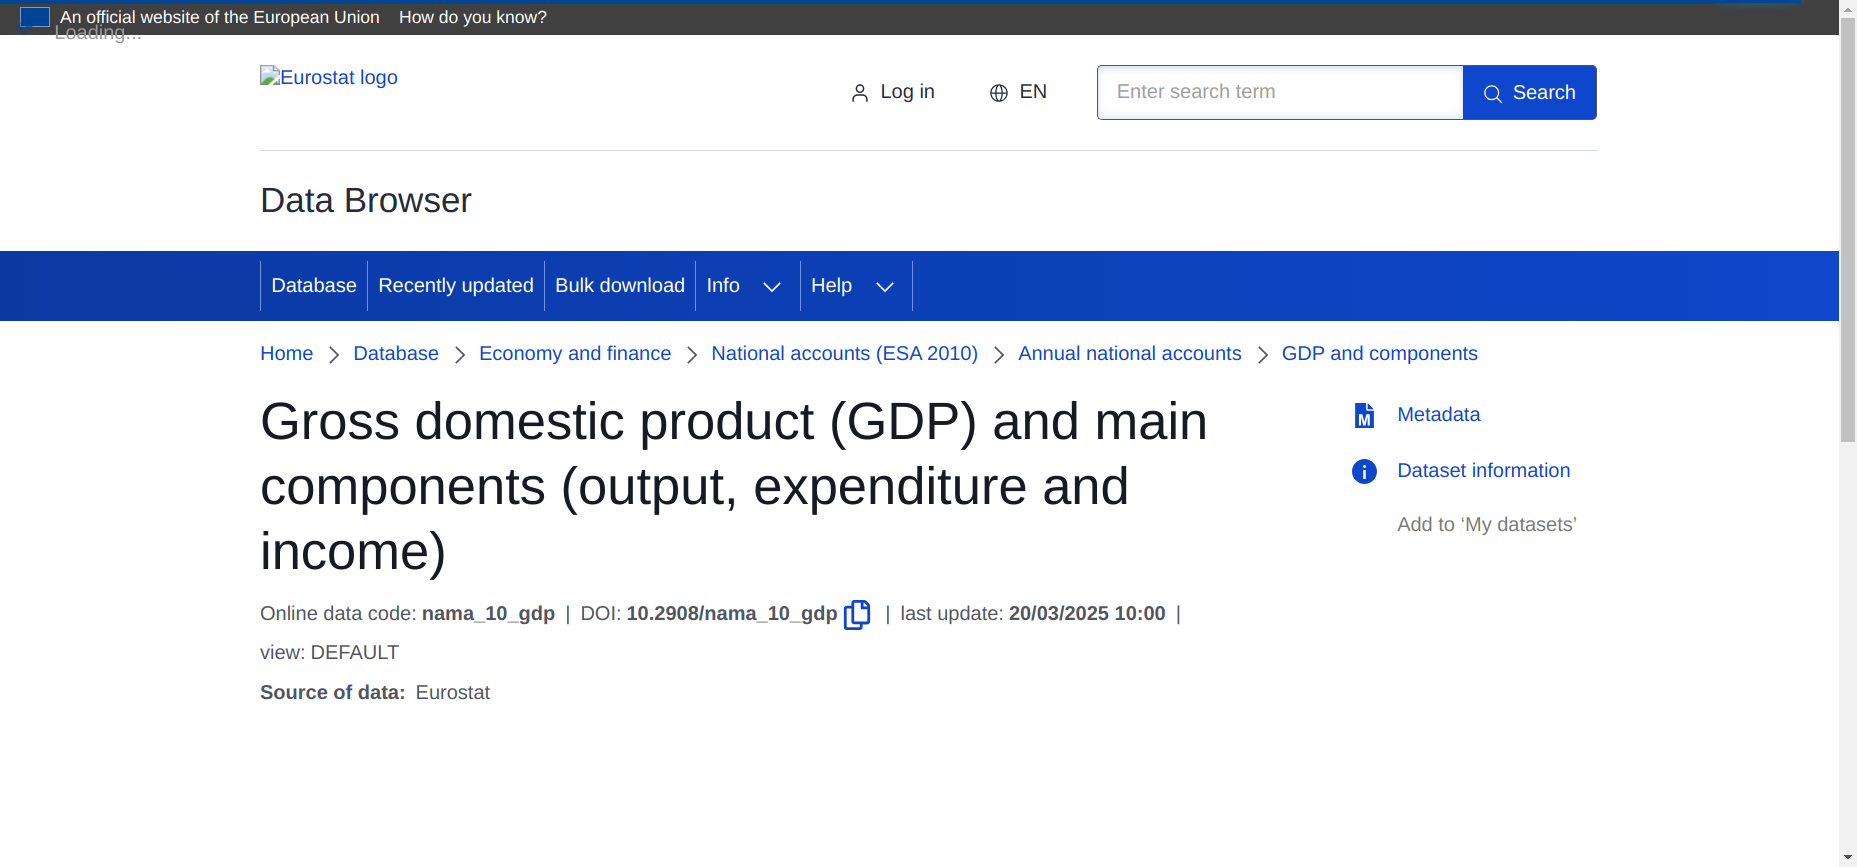 An official website of the European Union How do you know?
Loading...
Eurostat logo
Log in
EN
Enter search term
Search
Data Browser
Database
Recently updated
Bulk download
Info
Help
Home
Database
Economy and finance
National accounts (ESA 2010)
Annual national accounts
GDP and components
Gross domestic product (GDP) and main
components (output, expenditure and
income)
Metadata
Dataset information
Add to ‘My datasets’
Online data code: nama_10_gdp | DOI: 10.2908/nama_10_gdp | last update: 20/03/2025 10:00 |
view: DEFAULT
Source of data: Eurostat